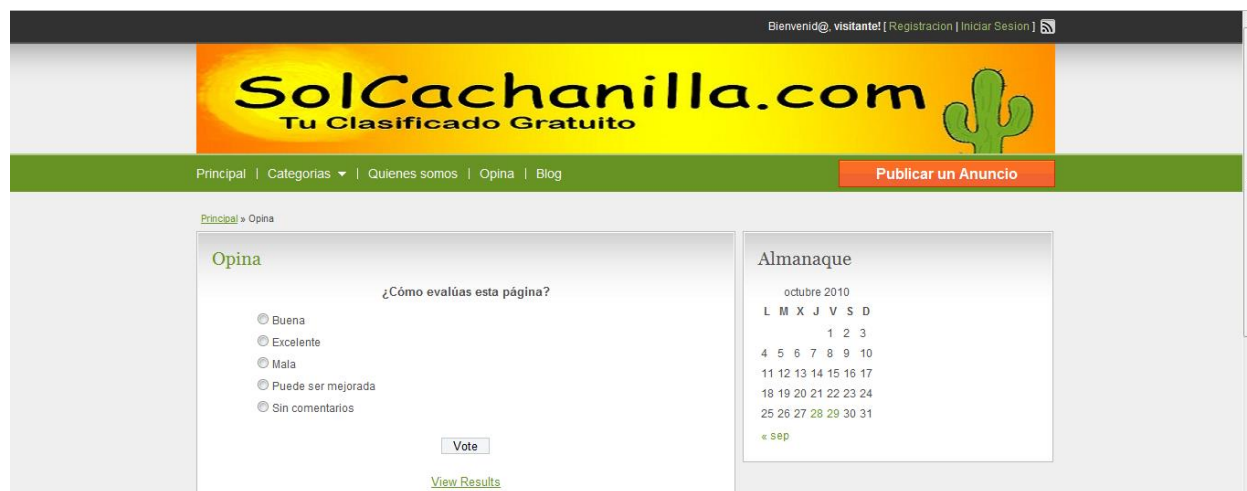 Bienvenid@, visitante! [ Registracion | Iniciar Sesion ]
SolCachanilla.com
Tu Clasificado Gratuito
Principal | Categorias | Quienes somos | Opina | Blog
Publicar un Anuncio
Principal » Opina
Opina
¿Cómo evalúas esta página?
Buena
Excelente
Mala
Puede ser mejorada
Sin comentarios
Vote
View Results
Almanaque
octubre 2010
L M X J V S D
1 2 3
4 5 6 7 8 9 10
11 12 13 14 15 16 17
18 19 20 21 22 23 24
25 26 27 28 29 30 31
« sep